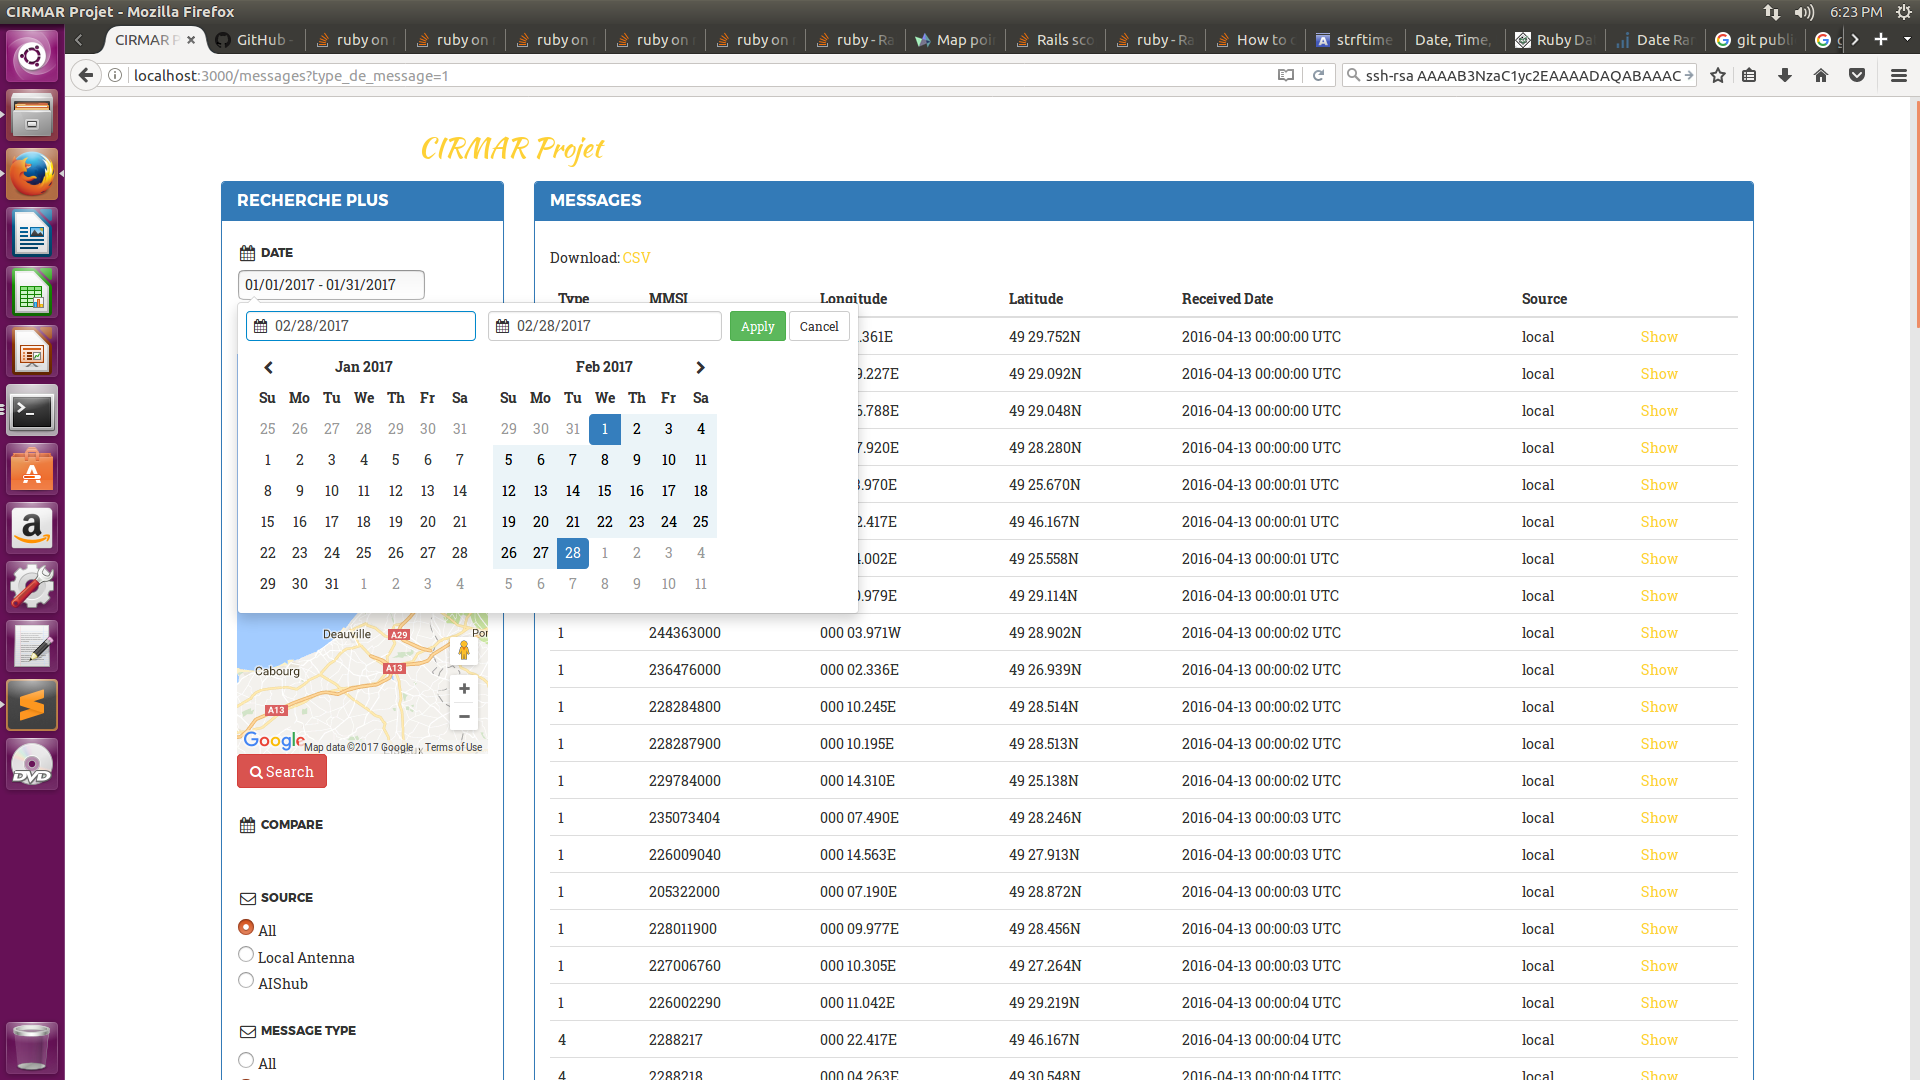 CIRMAR Projet - Mozilla Firefox
6:23 PM
CIRMAR P
GitHub -
ruby on
ruby on
ruby on
ruby on
ruby on
ruby - Ra
Map poi
Rails sco
ruby - Ra
How to
strftime
Date, Time,
Ruby Da
Date Ran
git publi
localhost:3000/messages?type_de_message=1
ssh-rsa AAAAB3NzaC1yc2EAAAADAQABAAAC
CIRMAR Projet
RECHERCHE PLUS
MESSAGES
DATE
01/01/2017 - 01/31/2017
Download: CSV
Type MMSI Longitude Latitude Received Date Source
02/28/2017 02/28/2017 Apply Cancel
Jan 2017 Feb 2017
Su Mo Tu We Th Fr Sa Su Mo Tu We Th Fr Sa
25 26 27 28 29 30 31 29 30 31 1 2 3 4
1 2 3 4 5 6 7 5 6 7 8 9 10 11
8 9 10 11 12 13 14 12 13 14 15 16 17 18
15 16 17 18 19 20 21 19 20 21 22 23 24 25
22 23 24 25 26 27 28 26 27 28 1 2 3 4
29 30 31 1 2 3 4 5 6 7 8 9 10 11
.361E 49 29.752N 2016-04-13 00:00:00 UTC local Show
.227E 49 29.092N 2016-04-13 00:00:00 UTC local Show
.788E 49 29.048N 2016-04-13 00:00:00 UTC local Show
.920E 49 28.280N 2016-04-13 00:00:00 UTC local Show
.970E 49 25.670N 2016-04-13 00:00:01 UTC local Show
.417E 49 46.167N 2016-04-13 00:00:01 UTC local Show
.002E 49 25.558N 2016-04-13 00:00:01 UTC local Show
.979E 49 29.114N 2016-04-13 00:00:01 UTC local Show
1 244363000 000 03.971W 49 28.902N 2016-04-13 00:00:02 UTC local Show
1 236476000 000 02.336E 49 26.939N 2016-04-13 00:00:02 UTC local Show
1 228284800 000 10.245E 49 28.514N 2016-04-13 00:00:02 UTC local Show
1 228287900 000 10.195E 49 28.513N 2016-04-13 00:00:02 UTC local Show
1 229784000 000 14.310E 49 25.138N 2016-04-13 00:00:02 UTC local Show
1 235073404 000 07.490E 49 28.246N 2016-04-13 00:00:03 UTC local Show
1 226009040 000 14.563E 49 27.913N 2016-04-13 00:00:03 UTC local Show
1 205322000 000 07.190E 49 28.872N 2016-04-13 00:00:03 UTC local Show
1 228011900 000 09.977E 49 28.456N 2016-04-13 00:00:03 UTC local Show
1 227006760 000 10.305E 49 27.264N 2016-04-13 00:00:03 UTC local Show
1 226002290 000 11.042E 49 29.219N 2016-04-13 00:00:04 UTC local Show
4 2288217 000 22.417E 49 46.167N 2016-04-13 00:00:04 UTC local Show
4 2288218 000 04.263E 49 30.548N 2016-04-13 00:00:04 UTC local Show
Deauville A29 Por
Cabourg A13
A13
+
−
Google Map data ©2017 Google Terms of Use
Search
COMPARE
SOURCE
All
Local Antenna
AIShub
MESSAGE TYPE
All
DVD